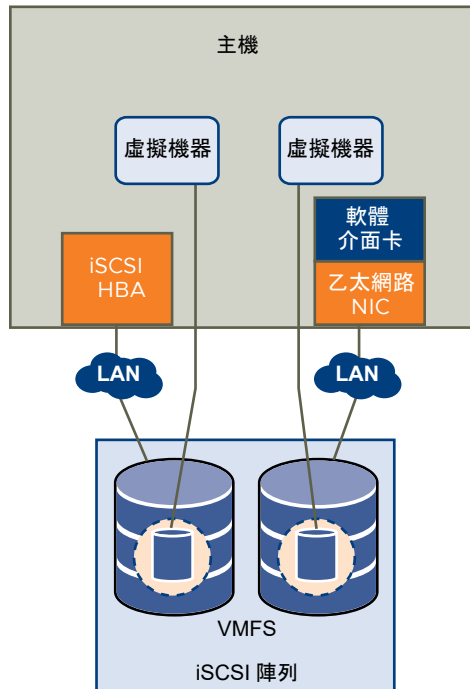 主機
虛擬機器
虛擬機器
iSCSI
HBA
軟體
介面卡
乙太網路
NIC
LAN
LAN
VMFS
iSCSI 陣列